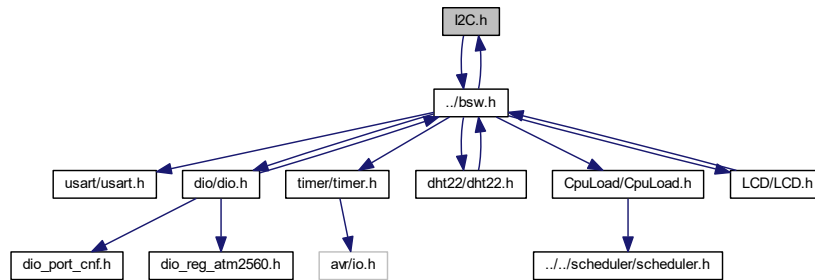 I2C.h
../bsw.h
usart/usart.h
dio/dio.h
timer/timer.h
dht22/dht22.h
CpuLoad/CpuLoad.h
LCD/LCD.h
dio_port_cnf.h
dio_reg_atm2560.h
avr/io.h
../../scheduler/scheduler.h